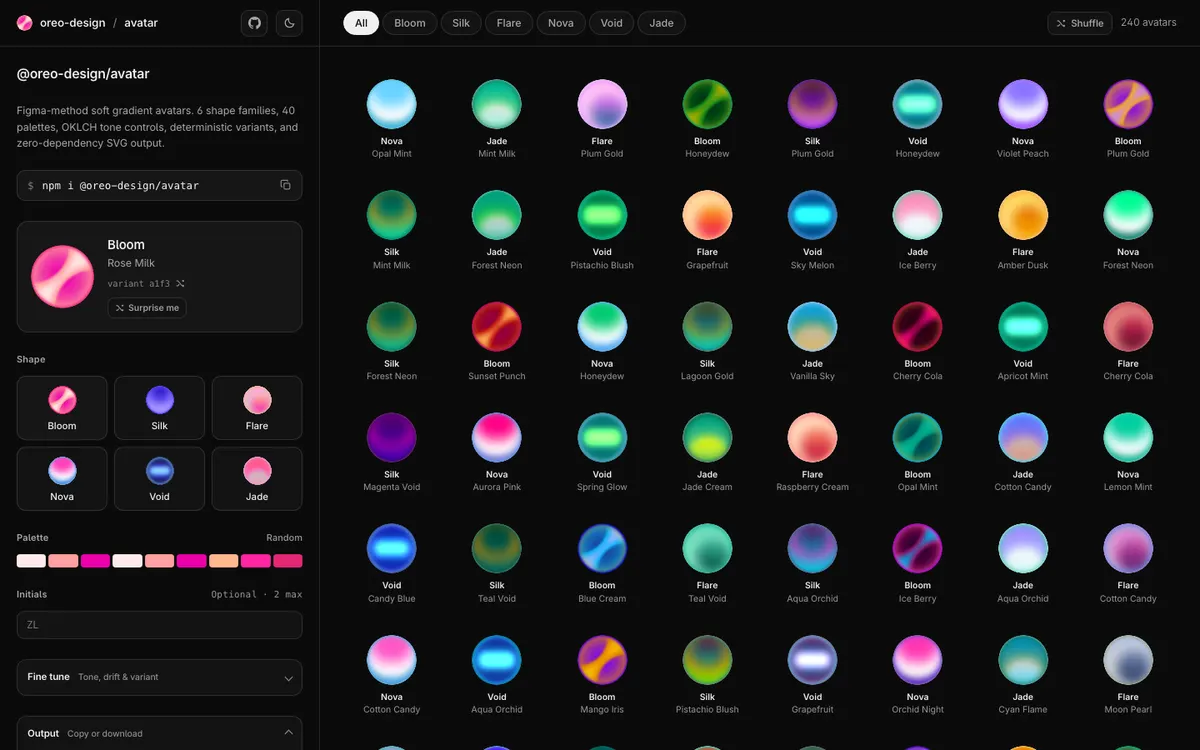 oreo-design / avatar
@oreo-design/avatar
Figma-method soft gradient avatars. 6 shape families, 40
palettes, OKLCH tone controls, deterministic variants, and
zero-dependency SVG output.
$ npm i @oreo-design/avatar
Bloom
Rose Milk
variant a1f3
Surprise me
Shape
Bloom Silk Flare
Nova Void Jade
Palette Random
Initials Optional · 2 max
ZL
Fine tune Tone, drift & variant
Output Copy or download
All Bloom Silk Flare Nova Void Jade Shuffle 240 avatars
Nova Jade Flare Bloom Silk Void Nova Bloom
Opal Mint Mint Milk Plum Gold Honeydew Plum Gold Honeydew Violet Peach Plum Gold
Silk Jade Void Flare Void Jade Flare Nova
Mint Milk Forest Neon Pistachio Blush Grapefruit Sky Melon Ice Berry Amber Dusk Forest Neon
Silk Bloom Nova Silk Jade Bloom Void Flare
Forest Neon Sunset Punch Honeydew Lagoon Gold Vanilla Sky Cherry Cola Apricot Mint Cherry Cola
Silk Nova Void Jade Flare Bloom Jade Nova
Magenta Void Aurora Pink Spring Glow Jade Cream Raspberry Cream Opal Mint Cotton Candy Lemon Mint
Void Silk Bloom Flare Silk Bloom Jade Flare
Candy Blue Teal Void Blue Cream Teal Void Aqua Orchid Ice Berry Aqua Orchid Cotton Candy
Nova Void Bloom Silk Void Nova Jade Flare
Cotton Candy Aqua Orchid Mango Iris Pistachio Blush Grapefruit Orchid Night Cyan Flame Moon Pearl